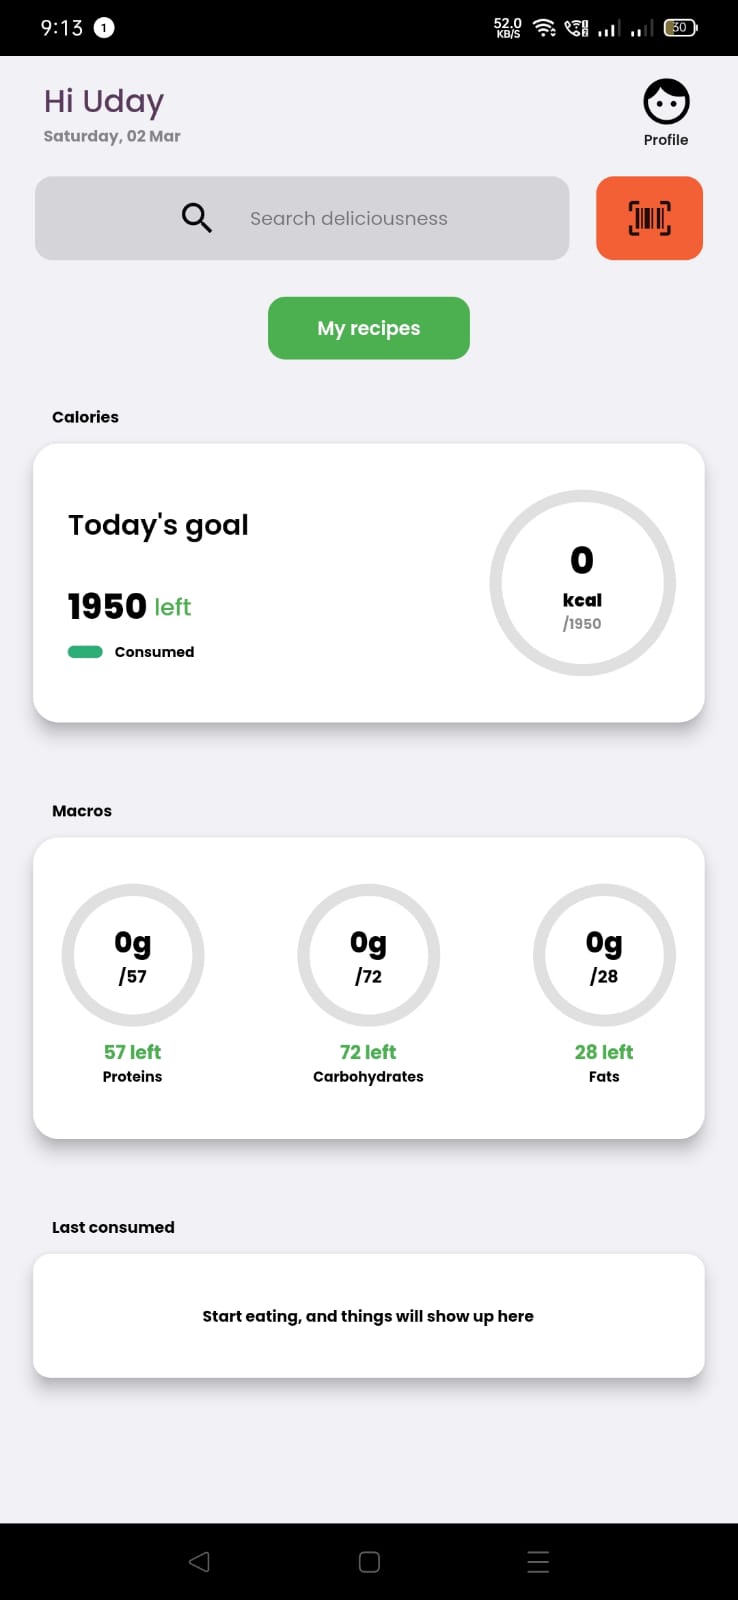 9:13 1 52.0 KB/S 30
Hi Uday
Saturday, 02 Mar
Profile
Search deliciousness
My recipes
Calories
Today's goal
1950 left
Consumed
0
kcal
/1950
Macros
0g 0g 0g
/57 /72 /28
57 left 72 left 28 left
Proteins Carbohydrates Fats
Last consumed
Start eating, and things will show up here